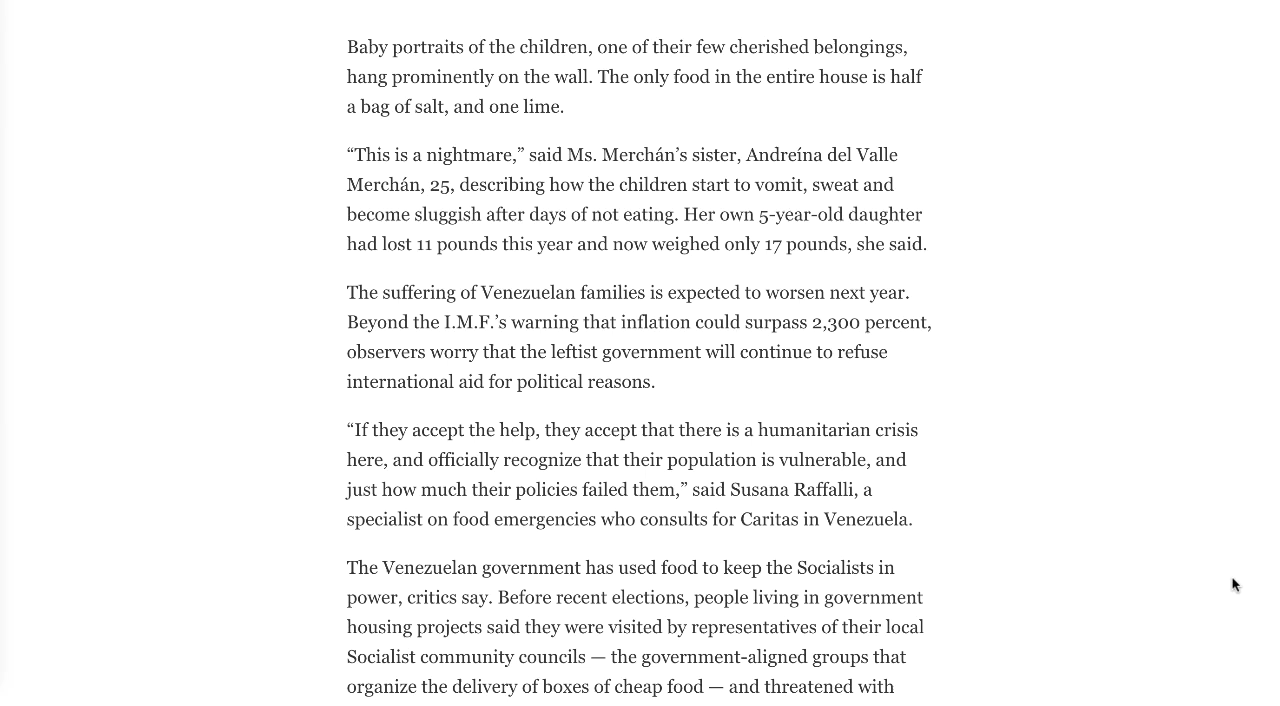 Baby portraits of the children, one of their few cherished belongings,
hang prominently on the wall. The only food in the entire house is half
a bag of salt, and one lime.
“This is a nightmare,” said Ms. Merchán’s sister, Andreína del Valle
Merchán, 25, describing how the children start to vomit, sweat and
become sluggish after days of not eating. Her own 5-year-old daughter
had lost 11 pounds this year and now weighed only 17 pounds, she said.
The suffering of Venezuelan families is expected to worsen next year.
Beyond the I.M.F.’s warning that inflation could surpass 2,300 percent,
observers worry that the leftist government will continue to refuse
international aid for political reasons.
“If they accept the help, they accept that there is a humanitarian crisis
here, and officially recognize that their population is vulnerable, and
just how much their policies failed them,” said Susana Raffalli, a
specialist on food emergencies who consults for Caritas in Venezuela.
The Venezuelan government has used food to keep the Socialists in
power, critics say. Before recent elections, people living in government
housing projects said they were visited by representatives of their local
Socialist community councils — the government-aligned groups that
organize the delivery of boxes of cheap food — and threatened with